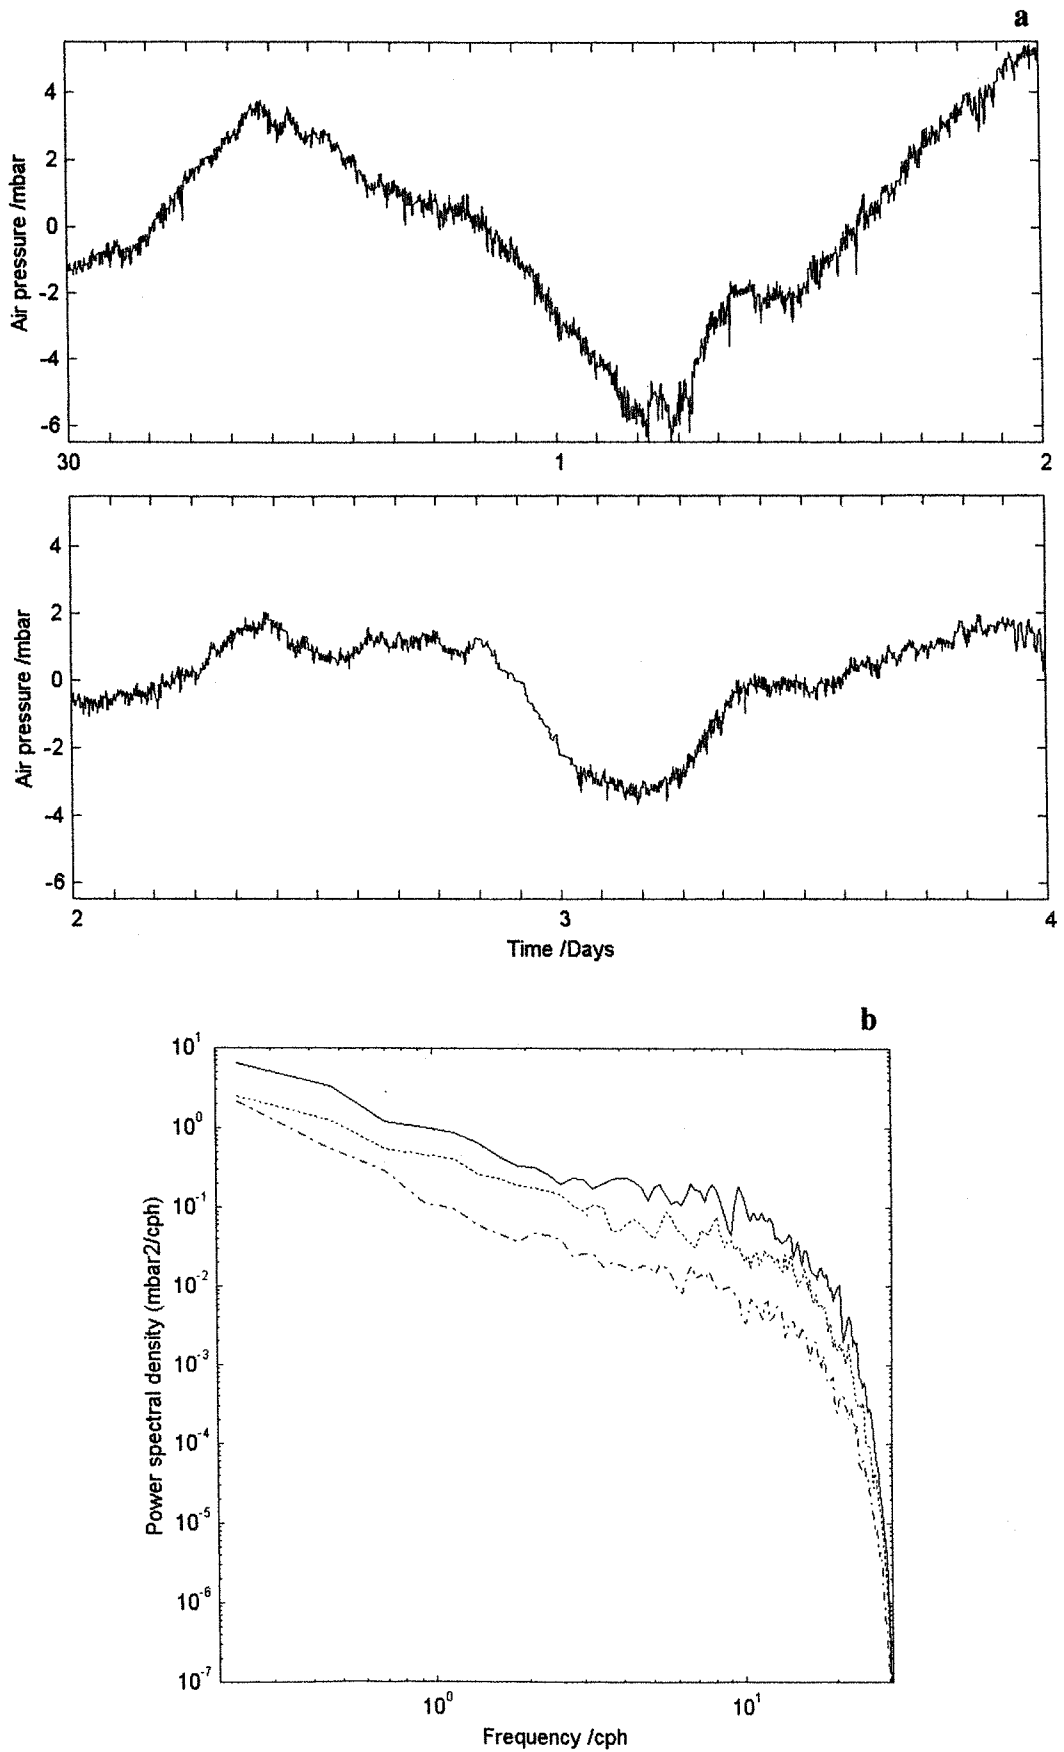 a
4
2
0
-2
-4
-6
Air pressure /mbar
30 1 2
4
2
0
-2
-4
-6
Air pressure /mbar
2 3 4
Time /Days
b
10^1
10^0
10^-1
10^-2
10^-3
10^-4
10^-5
10^-6
10^-7
Power spectral density (mbar2/cph)
10^0 10^1
Frequency /cph